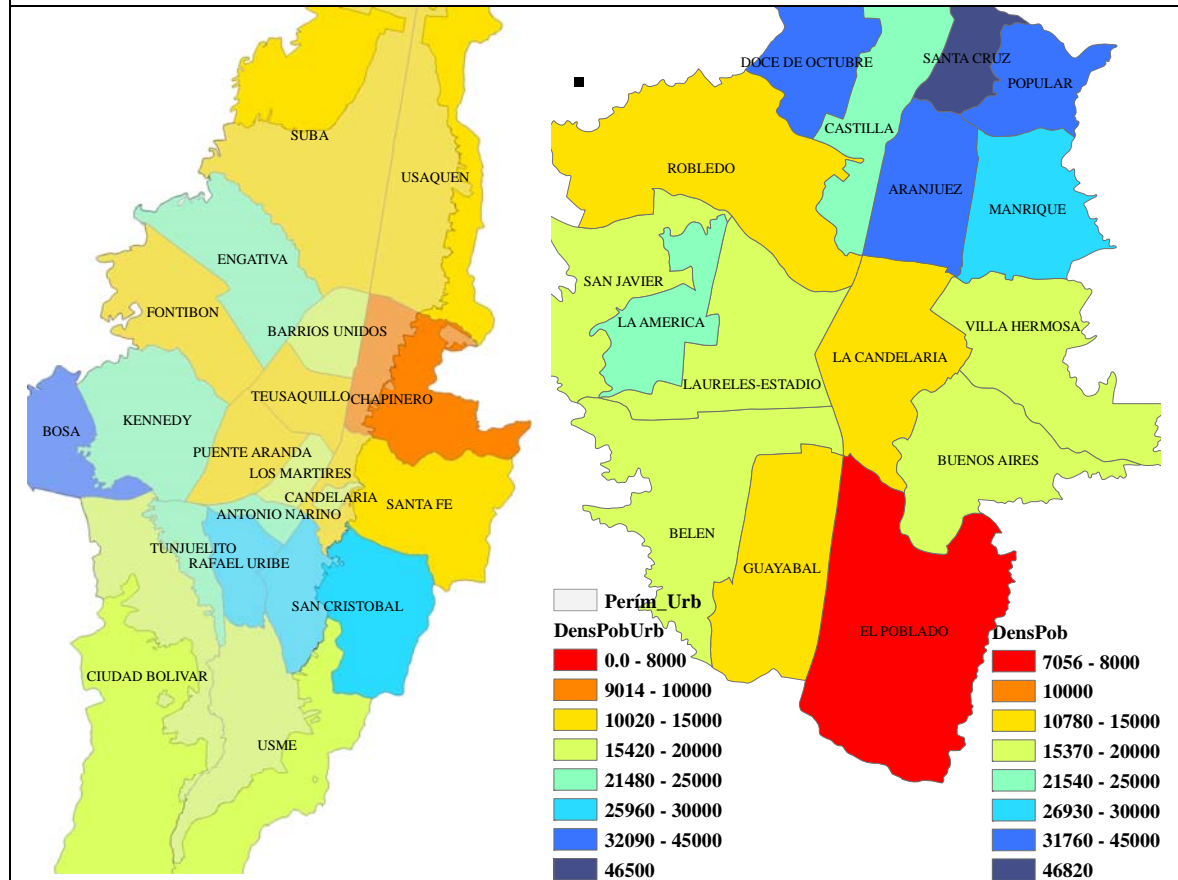 SUBA
USAQUEN
ENGATIVA
FONTIBON
BARRIOS UNIDOS
TEUSAQUILLO
CHAPINERO
BOSA
KENNEDY
PUENTE ARANDA
LOS MARTIRES
CANDELARIA
SANTA FE
ANTONIO NARINO
TUNJUELITO
RAFAEL URIBE
SAN CRISTOBAL
CIUDAD BOLIVAR
USME
DOCE DE OCTUBRE
SANTA CRUZ
POPULAR
CASTILLA
ROBLEDO
ARANJUEZ
MANRIQUE
SAN JAVIER
LA AMERICA
VILLA HERMOSA
LA CANDELARIA
LAURELES-ESTADIO
BUENOS AIRES
BELEN
GUAYABAL
EL POBLADO
Perím_Urb
DensPobUrb
0.0 - 8000
9014 - 10000
10020 - 15000
15420 - 20000
21480 - 25000
25960 - 30000
32090 - 45000
46500
DensPob
7056 - 8000
10000
10780 - 15000
15370 - 20000
21540 - 25000
26930 - 30000
31760 - 45000
46820